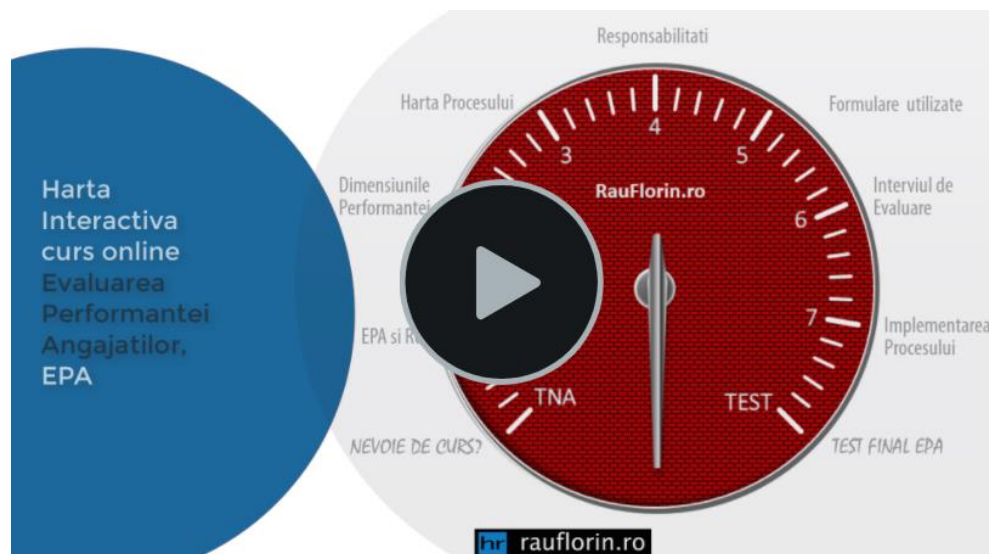 Harta
Interactiva
curs online
Evaluarea
Performantei
Angajatilor,
EPA
Responsabilitati
Harta Procesului
Formulare utilizate
Dimensiunile
Performantei
Interviul de
Evaluare
EPA si
Implementarea
Procesului
NEVOIE DE CURS?
TEST FINAL EPA
3
4
5
6
7
RauFlorin.ro
TNA
TEST
hr rauflorin.ro